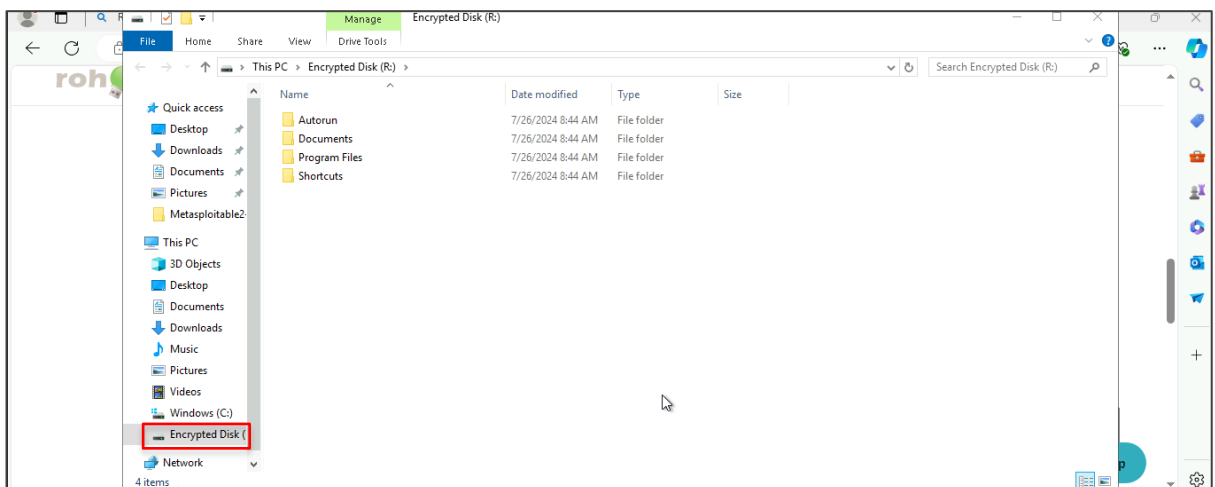 Manage Encrypted Disk (R:)
File Home Share View Drive Tools
This PC > Encrypted Disk (R:) >
Search Encrypted Disk (R:)
roh
Name Date modified Type Size
Quick access
Desktop
Downloads
Documents
Pictures
Metasploitable2-
This PC
3D Objects
Desktop
Documents
Downloads
Music
Pictures
Videos
Windows (C:)
Encrypted Disk (
Network
Autorun 7/26/2024 8:44 AM File folder
Documents 7/26/2024 8:44 AM File folder
Program Files 7/26/2024 8:44 AM File folder
Shortcuts 7/26/2024 8:44 AM File folder
4 items
p